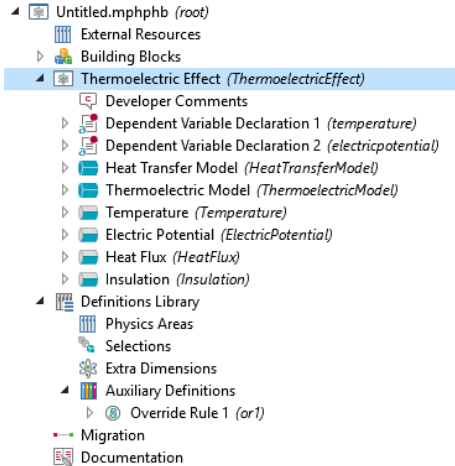 Untitled.mphphb (root)
External Resources
Building Blocks
Thermoelectric Effect (ThermoelectricEffect)
Developer Comments
Dependent Variable Declaration 1 (temperature)
Dependent Variable Declaration 2 (electricpotential)
Heat Transfer Model (HeatTransferModel)
Thermoelectric Model (ThermoelectricModel)
Temperature (Temperature)
Electric Potential (ElectricPotential)
Heat Flux (HeatFlux)
Insulation (Insulation)
Definitions Library
Physics Areas
Selections
Extra Dimensions
Auxiliary Definitions
Override Rule 1 (or1)
Migration
Documentation